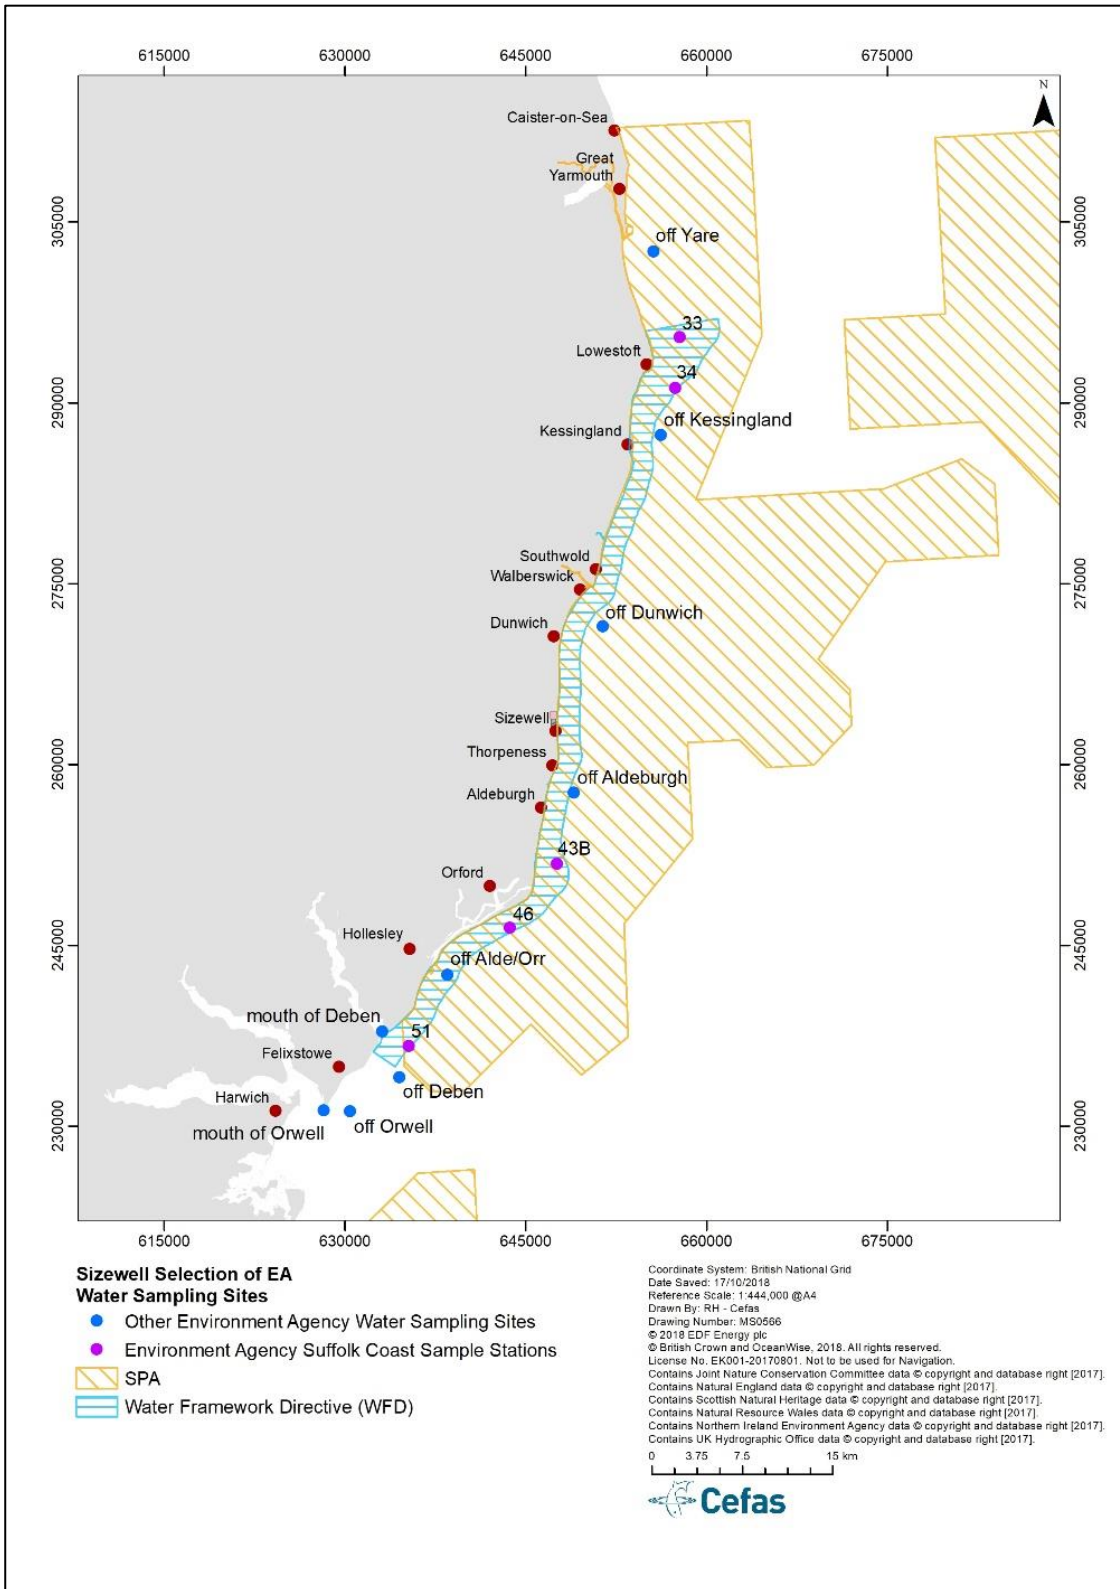 615000 630000 645000 660000 675000
N
Caister-on-Sea
Great
Yarmouth
305000
305000
off Yare
33
Lowestoft
34
290000
290000
off Kessingland
Kessingland
Southwold
275000
275000
Walberswick
off Dunwich
Dunwich
Sizewell
Thorpeness
260000
260000
off Aldeburgh
Aldeburgh
43B
Orford
46
Hollesley
245000
245000
off Alde/Orr
mouth of Deben
51
Felixstowe
off Deben
Harwich
mouth of Orwell
off Orwell
230000
230000
615000 630000 645000 660000 675000
Sizewell Selection of EA
Water Sampling Sites
Other Environment Agency Water Sampling Sites
Environment Agency Suffolk Coast Sample Stations
SPA
Water Framework Directive (WFD)
Coordinate System: British National Grid
Date Saved: 17/10/2018
Reference Scale: 1:444,000 @A4
Drawn By: RH - Cefas
Drawing Number: MS0566
© 2018 EDF Energy plc
© British Crown and OceanWise, 2018. All rights reserved.
License No. EK001-20170801. Not to be used for Navigation.
Contains Joint Nature Conservation Committee data © copyright and database right [2017].
Contains Natural England data © copyright and database right [2017].
Contains Scottish Natural Heritage data © copyright and database right [2017].
Contains Natural Resource Wales data © copyright and database right [2017].
Contains Northern Ireland Environment Agency data © copyright and database right [2017].
Contains UK Hydrographic Office data © copyright and database right [2017].
0 3.75 7.5 15 km
Cefas